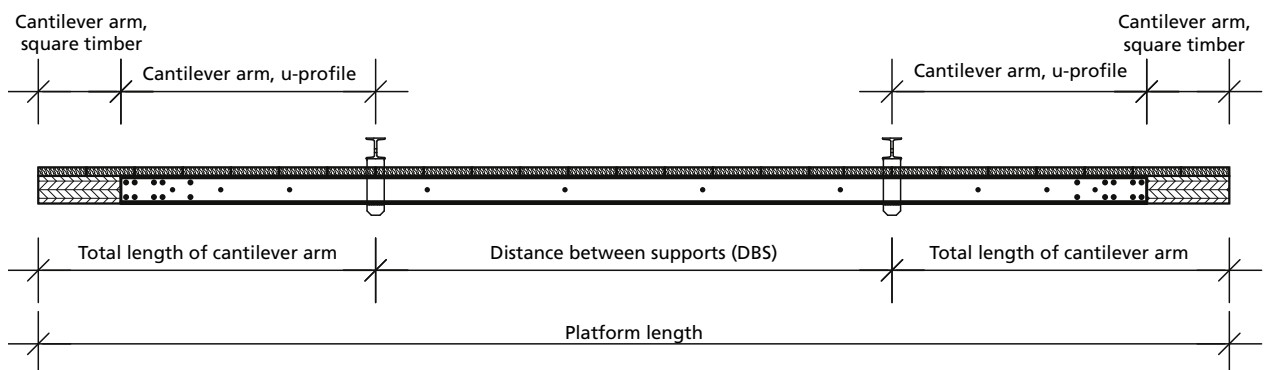 Cantilever arm,
square timber
Cantilever arm, u-profile
Cantilever arm, u-profile
Cantilever arm,
square timber
Total length of cantilever arm
Distance between supports (DBS)
Total length of cantilever arm
Platform length